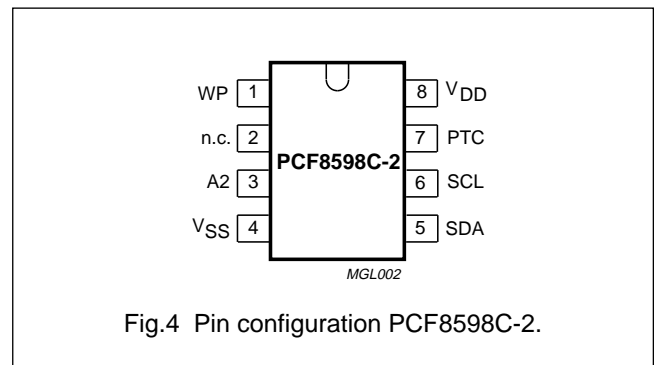 WP 1 8 VDD
n.c. 2 7 PTC
PCF8598C-2
A2 3 6 SCL
VSS 4 5 SDA
MGL002
Fig.4 Pin configuration PCF8598C-2.